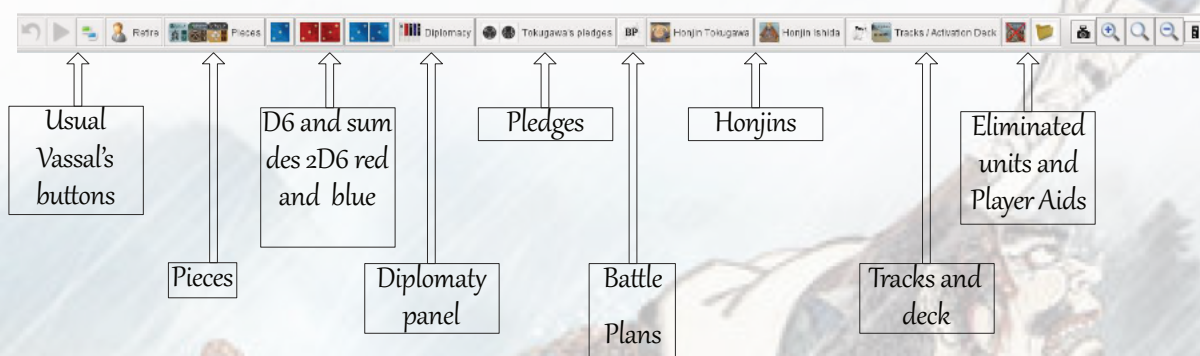 Retire Pieces Diplomacy Tokugawa's pledges BP Honjin Tokugawa Honjin Ishida Tracks / Activation Deck
Usual
Vassal's
buttons
D6 and sum
des 2D6 red
and blue
Pledges
Honjins
Eliminated
units and
Player Aids
Pieces
Diplomaty
panel
Battle
Plans
Tracks and
deck